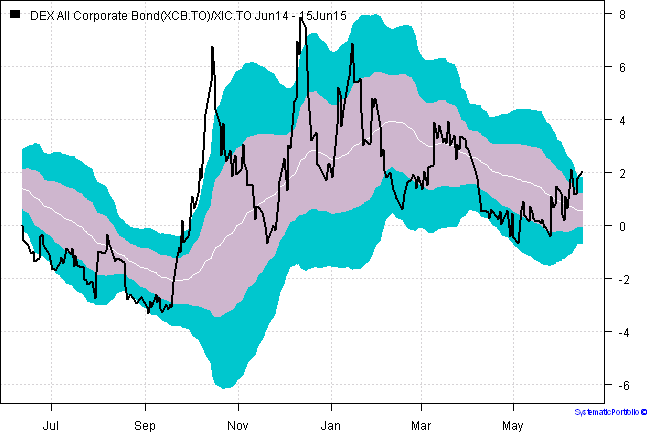 DEX All Corporate Bond(XCB.TO)/XIC.TO Jun14 - 15Jun15
8
6
4
2
0
-2
-4
-6
Jul Sep Nov Jan Mar May
SystematicPortfolio ©